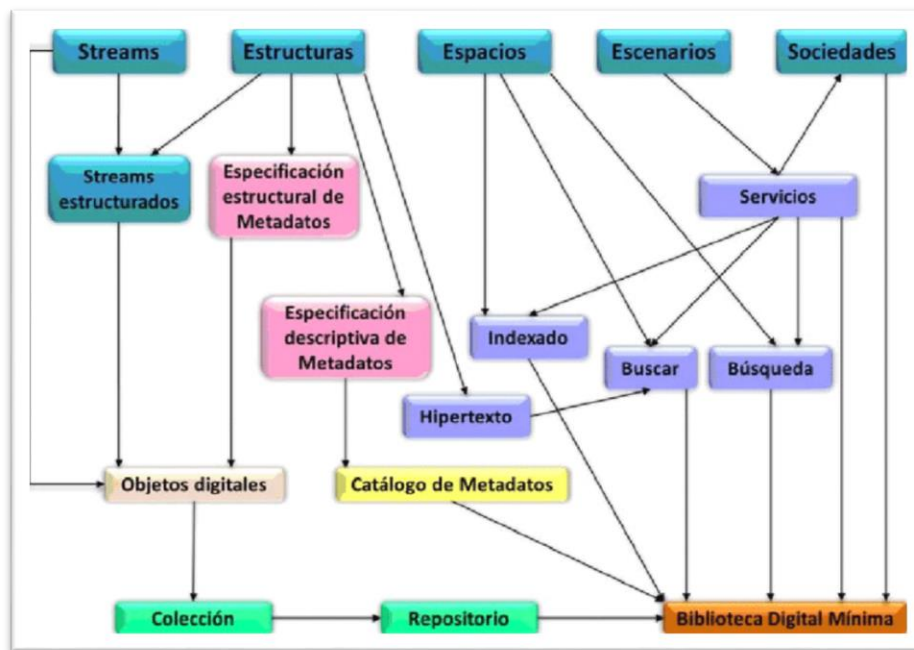 Streams
Estructuras
Espacios
Escenarios
Sociedades
Streams
estructurados
Especificación
estructural de
Metadatos
Servicios
Especificación
descriptiva de
Metadatos
Indexado
Buscar
Búsqueda
Hipertexto
Objetos digitales
Catálogo de Metadatos
Colección
Repositorio
Biblioteca Digital Mínima